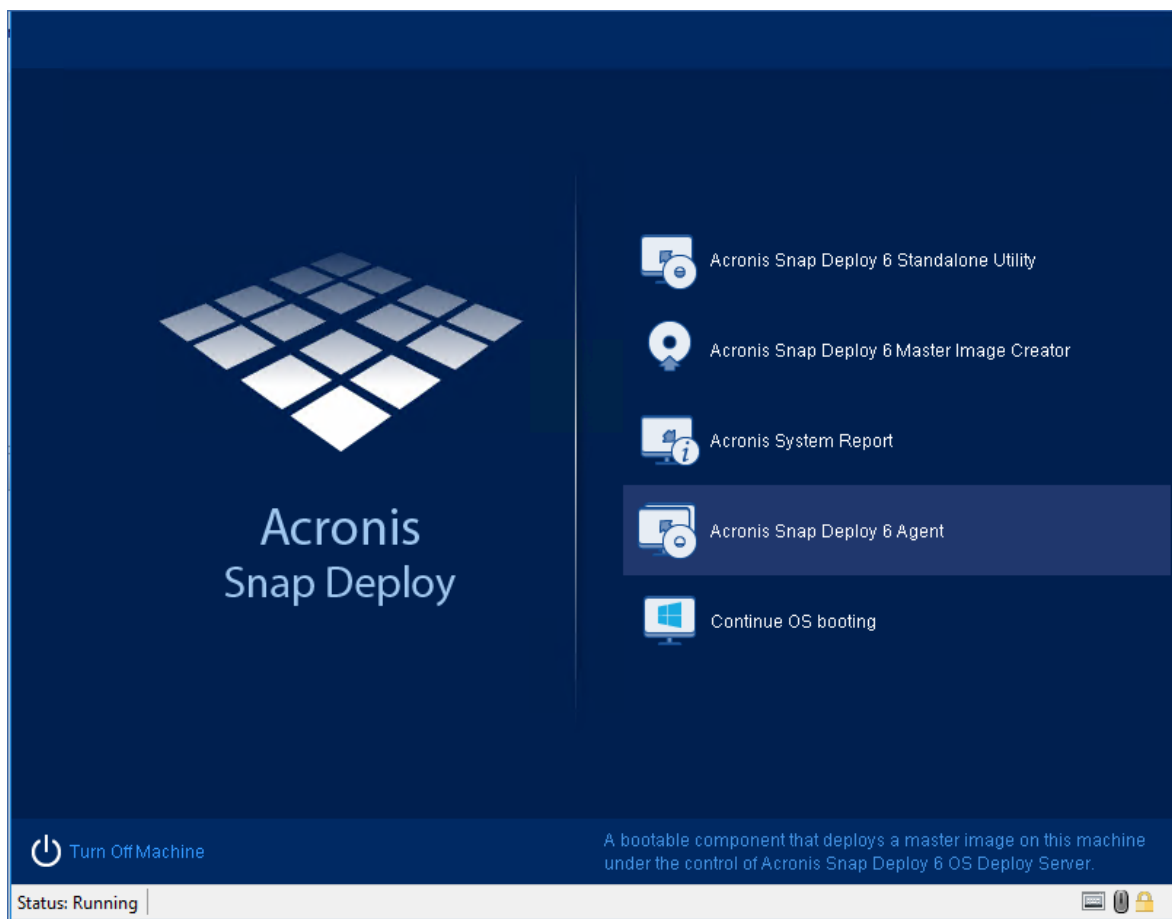 Acronis
Snap Deploy
Acronis Snap Deploy 6 Standalone Utility
Acronis Snap Deploy 6 Master Image Creator
Acronis System Report
Acronis Snap Deploy 6 Agent
Continue OS booting
Turn Off Machine
A bootable component that deploys a master image on this machine
under the control of Acronis Snap Deploy 6 OS Deploy Server.
Status: Running